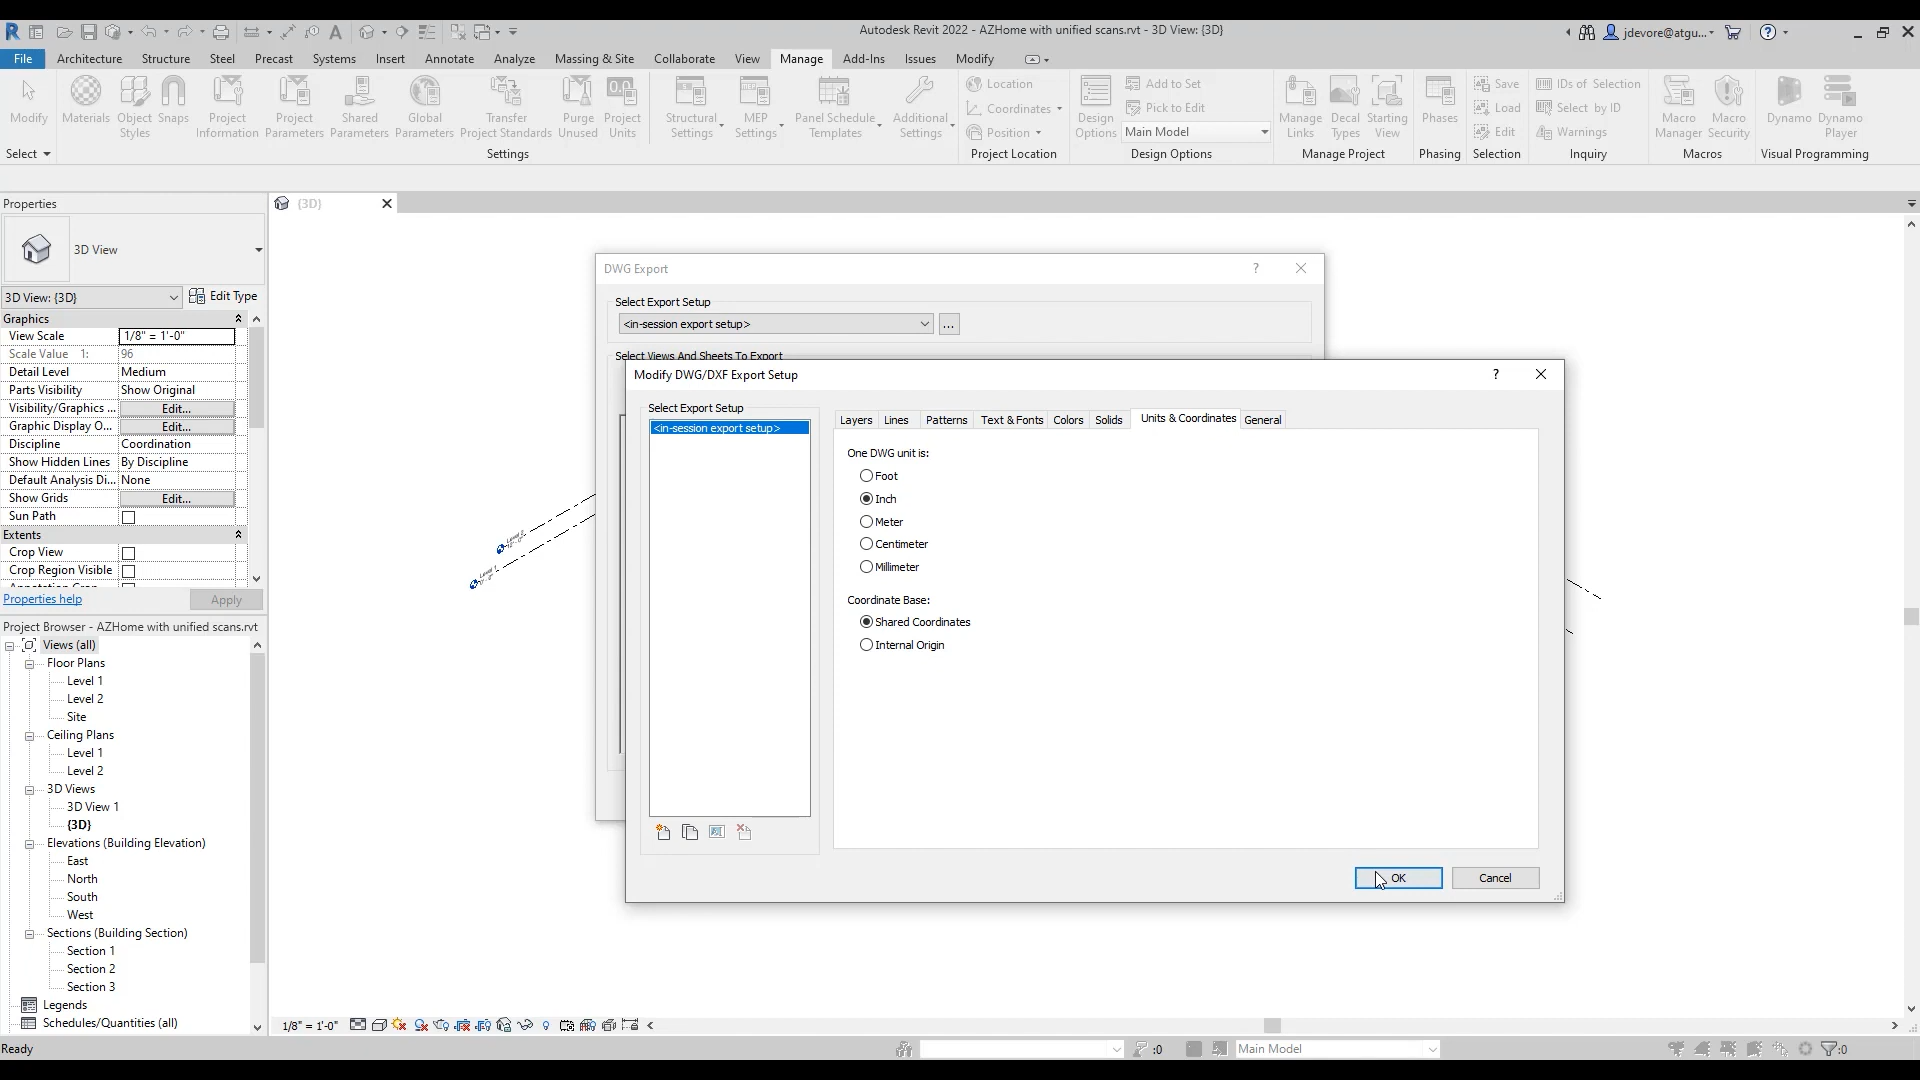 Autodesk Revit 2022 - AZHome with unified scans.rvt - 3D View: {3D}
jdevore@atgu...
File Architecture Structure Steel Precast Systems Insert Annotate Analyze Massing & Site Collaborate View Manage Add-Ins Issues Modify
Modify
Materials
Object Styles
Snaps
Project Information
Project Parameters
Shared Parameters
Global Parameters
Transfer Project Standards
Purge Unused
Project Units
Structural Settings
MEP Settings
Panel Schedule Templates
Additional Settings
Location
Coordinates
Position
Design Options
Add to Set
Pick to Edit
Main Model
Manage Links
Decal Types
Starting View
Phases
Save
Load
Edit
IDs of Selection
Select by ID
Warnings
Macro Manager
Macro Security
Dynamo
Dynamo Player
Select Settings Project Location Design Options Manage Project Phasing Selection Inquiry Macros Visual Programming
Properties
3D View
3D View: {3D} Edit Type
Graphics
View Scale 1/8" = 1'-0"
Scale Value 1: 96
Detail Level Medium
Parts Visibility Show Original
Visibility/Graphics ... Edit...
Graphic Display O... Edit...
Discipline Coordination
Show Hidden Lines By Discipline
Default Analysis Di... None
Show Grids Edit...
Sun Path
Extents
Crop View
Crop Region Visible
Properties help Apply
Project Browser - AZHome with unified scans.rvt
Views (all)
Floor Plans
Level 1
Level 2
Site
Ceiling Plans
Level 1
Level 2
3D Views
3D View 1
{3D}
Elevations (Building Elevation)
East
North
South
West
Sections (Building Section)
Section 1
Section 2
Section 3
Legends
Schedules/Quantities (all)
{3D}
DWG Export
Select Export Setup
<in-session export setup>
...
Select Views And Sheets To Export
Modify DWG/DXF Export Setup
Select Export Setup
<in-session export setup>
Layers Lines Patterns Text & Fonts Colors Solids Units & Coordinates General
One DWG unit is:
Foot
Inch
Meter
Centimeter
Millimeter
Coordinate Base:
Shared Coordinates
Internal Origin
OK Cancel
1/8" = 1'-0"
Ready
:0
Main Model
:0